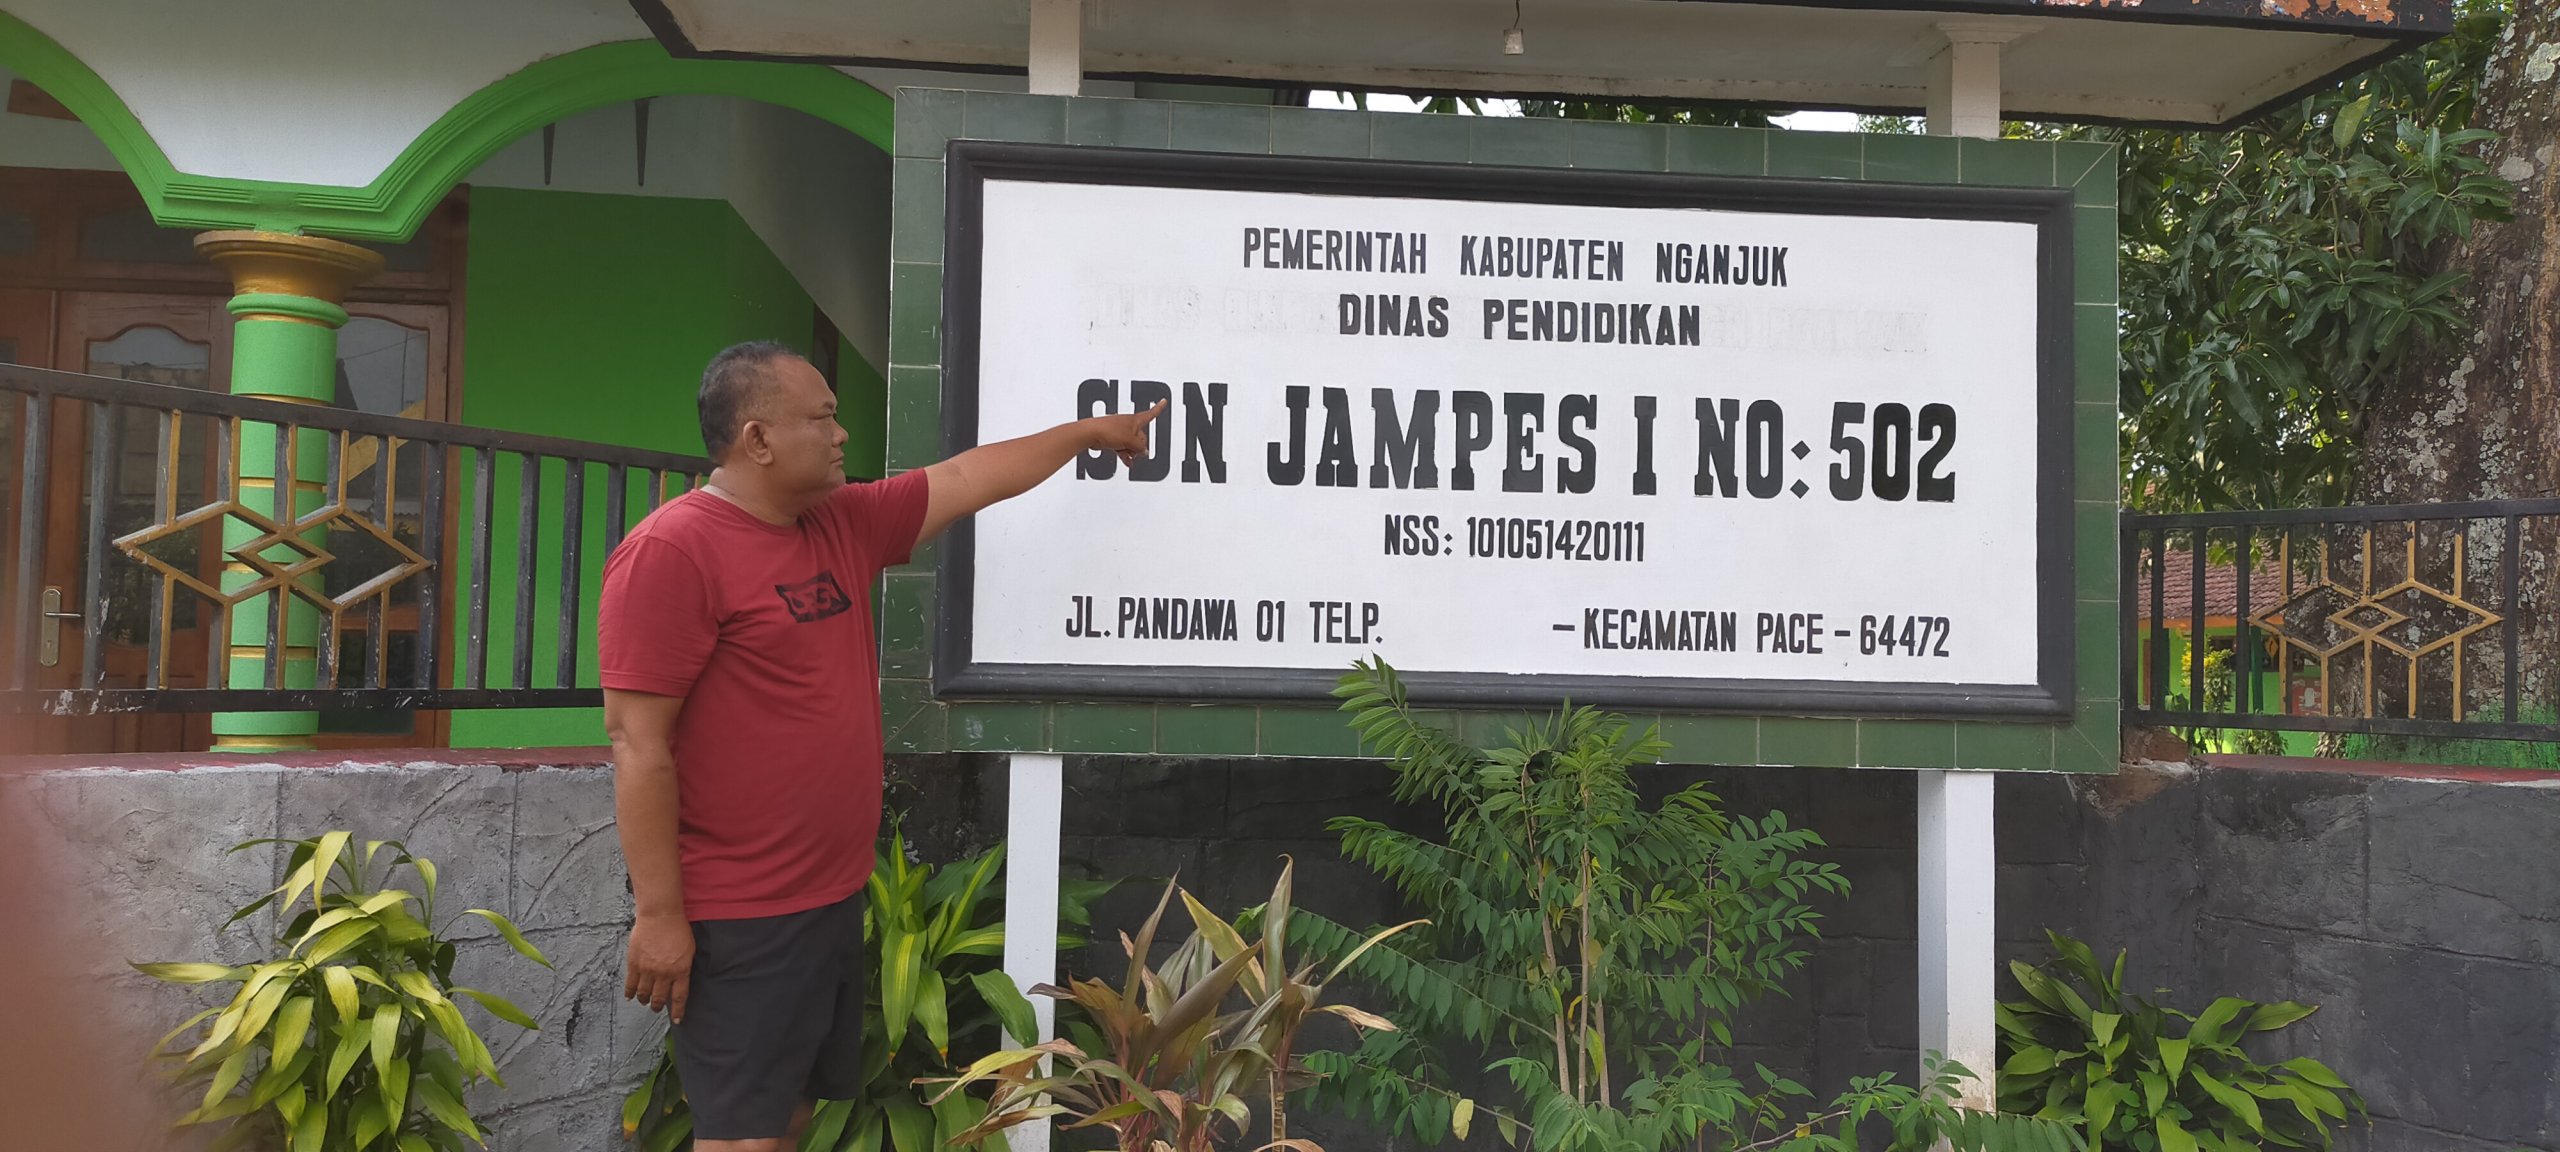 PEMERINTAH KABUPATEN NGANJUK
DINAS PENDIDIKAN
SDN JAMPES I NO: 502
NSS: 101051420111
JL. PANDAWA 01 TELP. – KECAMATAN PACE – 64472